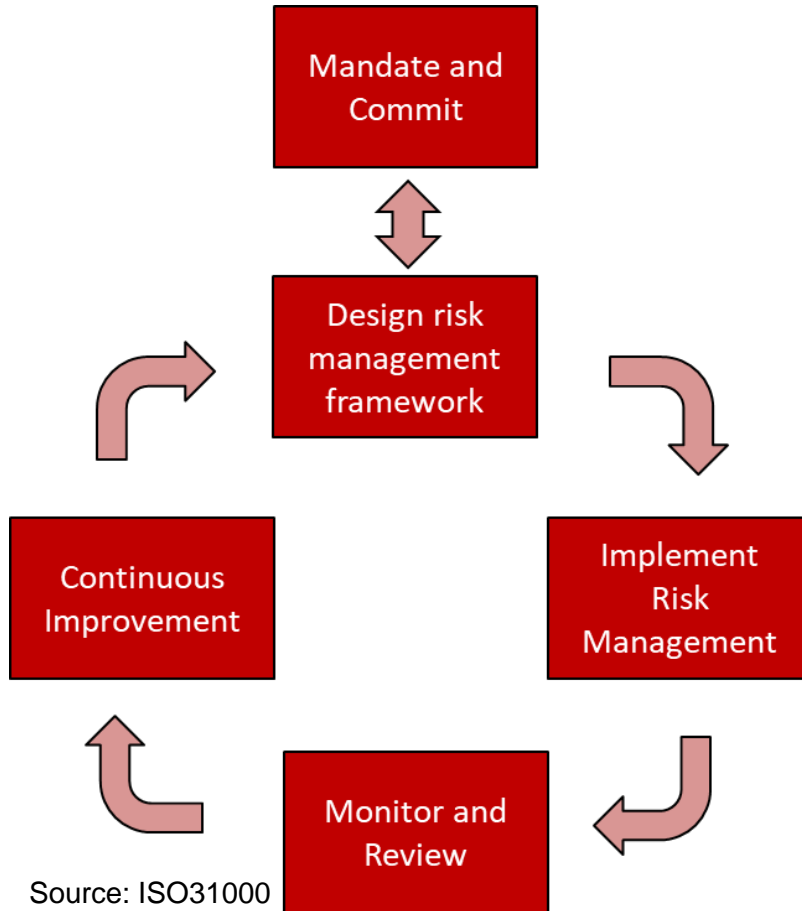 Mandate and
Commit
Design risk
management
framework
Continuous
Improvement
Implement
Risk
Management
Monitor and
Review
Source: ISO31000